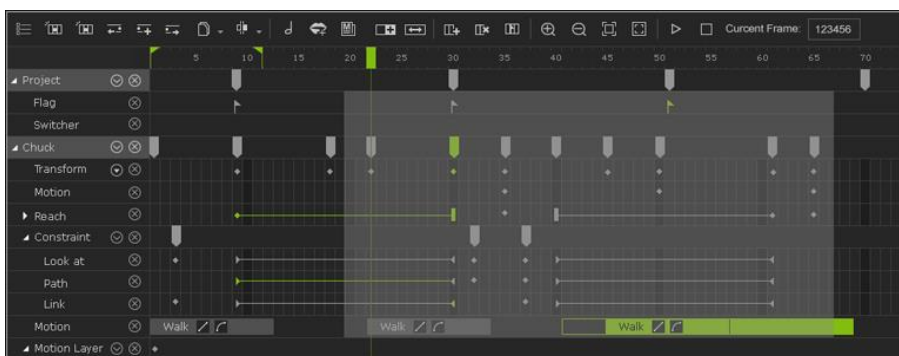 Curcent Frame: 123456
5 10 15 20 25 30 35 40 45 50 55 60 65 70
Project
Flag
Switcher
Chuck
Transform
Motion
Reach
Constraint
Look at
Path
Link
Motion Walk Walk Walk
Motion Layer